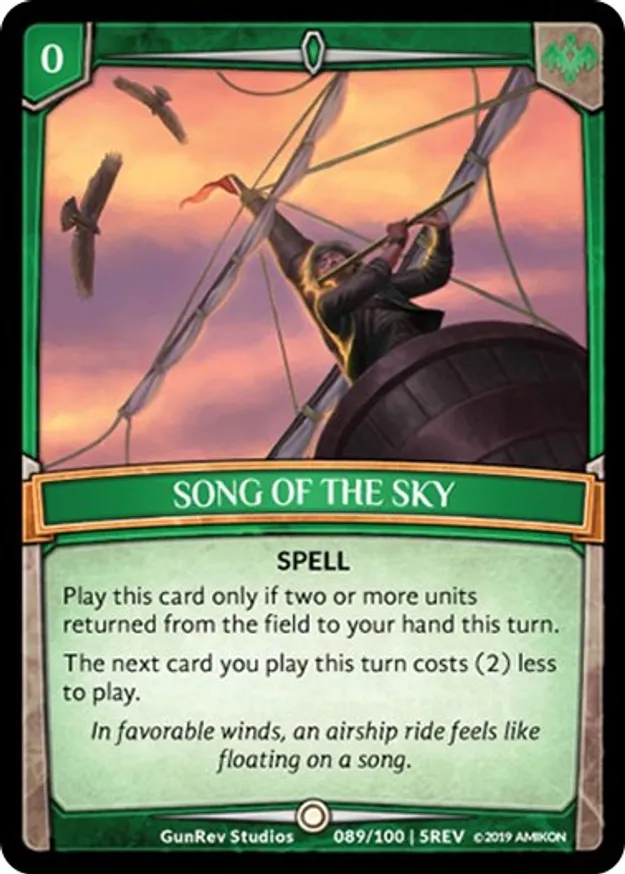 0
SONG OF THE SKY
SPELL
Play this card only if two or more units
returned from the field to your hand this turn.
The next card you play this turn costs (2) less
to play.
In favorable winds, an airship ride feels like
floating on a song.
GunRev Studios 089/100 | 5REV ©2019 AMIKON